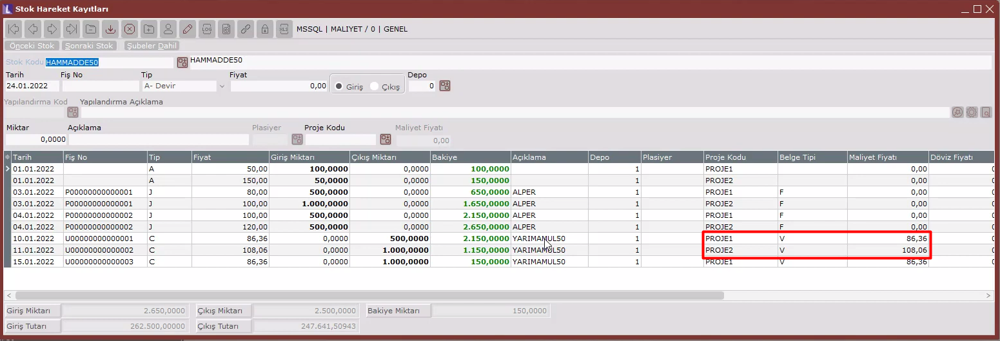 Stok Hareket Kayıtları
LOG XLS MSSQL | MALIYET / 0 | GENEL
Önceki Stok Sonraki Stok Şubeler Dahil
Stok Kodu HAMMADDE50 HAMMADDE50
Tarih Fiş No Tip Fiyat Depo
24.01.2022 A- Devir 0,00 Giriş Çıkış 0
Yapılandırma Kod Yapılandırma Açıklama
Miktar Açıklama Plasiyer Proje Kodu Maliyet Fiyatı
0,0000 0,00
Tarih Fiş No Tip Fiyat Giriş Miktarı Çıkış Miktarı Bakiye Açıklama Depo Plasiyer Proje Kodu Belge Tipi Maliyet Fiyatı Döviz Fiyatı
01.01.2022 A 50,00 100,0000 0,0000 100,0000 1 PROJE1 0,00
01.01.2022 A 150,00 50,0000 0,0000 150,0000 1 PROJE2 0,00
03.01.2022 P00000000000001 J 80,00 500,0000 0,0000 650,0000 ALPER 1 PROJE1 F 0,00
03.01.2022 P00000000000001 J 100,00 1.000,0000 0,0000 1.650,0000 ALPER 1 PROJE2 F 0,00
04.01.2022 P00000000000002 J 100,00 500,0000 0,0000 2.150,0000 ALPER 1 PROJE1 F 0,00
04.01.2022 P00000000000002 J 120,00 500,0000 0,0000 2.650,0000 ALPER 1 PROJE2 F 0,00
10.01.2022 U00000000000001 C 86,36 0,0000 500,0000 2.150,0000 YARIMAMUL50 1 PROJE1 V 86,36
11.01.2022 U00000000000002 C 108,06 0,0000 1.000,0000 1.150,0000 YARIMAMUL50 1 PROJE2 V 108,06
15.01.2022 U00000000000003 C 86,36 0,0000 1.000,0000 150,0000 YARIMAMUL50 1 PROJE1 V 86,36
Giriş Miktarı 2.650,0000 Çıkış Miktarı 2.500,0000 Bakiye Miktarı 150,0000
Giriş Tutarı 262.500,00000 Çıkış Tutarı 247.641,50943